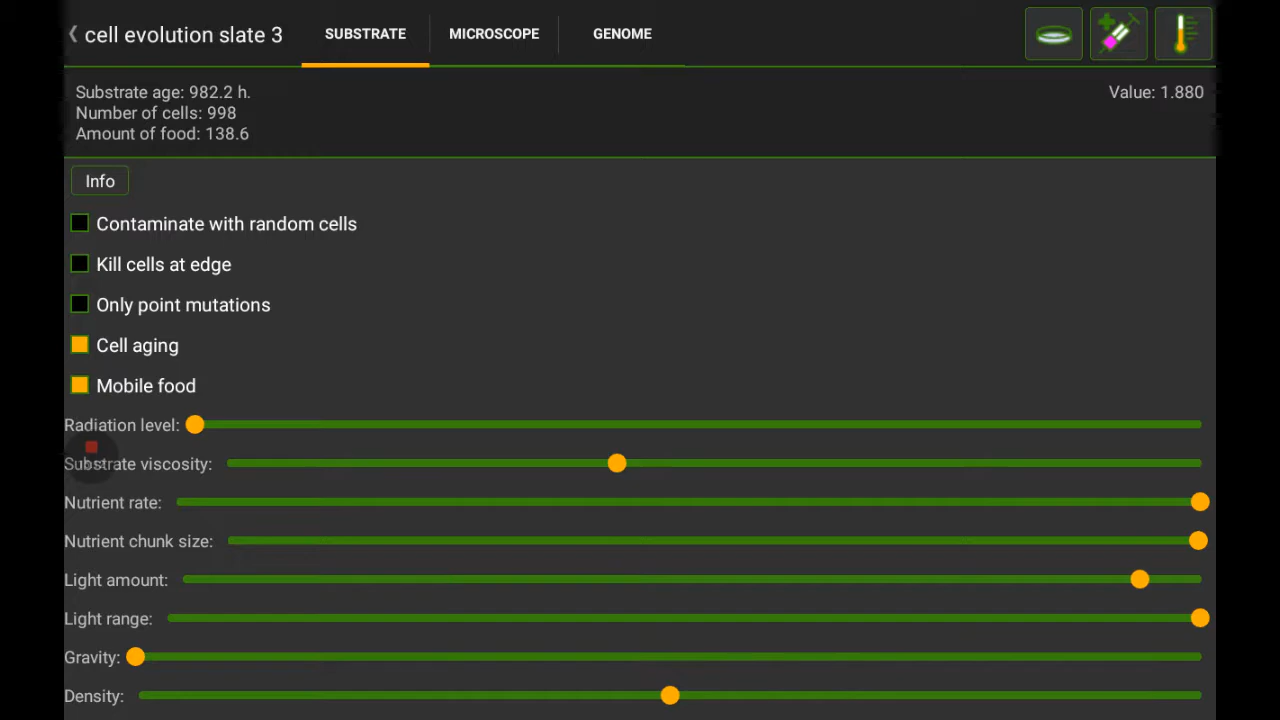 cell evolution slate 3
SUBSTRATE
MICROSCOPE
GENOME
Substrate age: 982.2 h.
Value: 1.880
Number of cells: 998
Amount of food: 138.6
Info
Contaminate with random cells
Kill cells at edge
Only point mutations
Cell aging
Mobile food
Radiation level:
Substrate viscosity:
Nutrient rate:
Nutrient chunk size:
Light amount:
Light range:
Gravity:
Density: